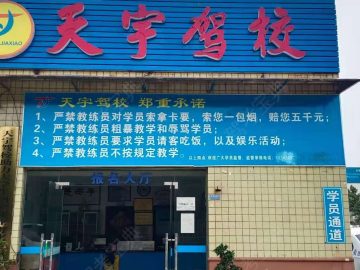 JIAXIAO
天宇驾校
天宇驾校 郑重承诺
1、严禁教练员对学员索拿卡要，索您一包烟，赔您五千元；
2、严禁教练员粗暴教学和辱骂学员；
3、严禁教练员要求学员请客吃饭，以及娱乐活动；
4、严禁教练员不按规定教学。
报名大厅
学员通道